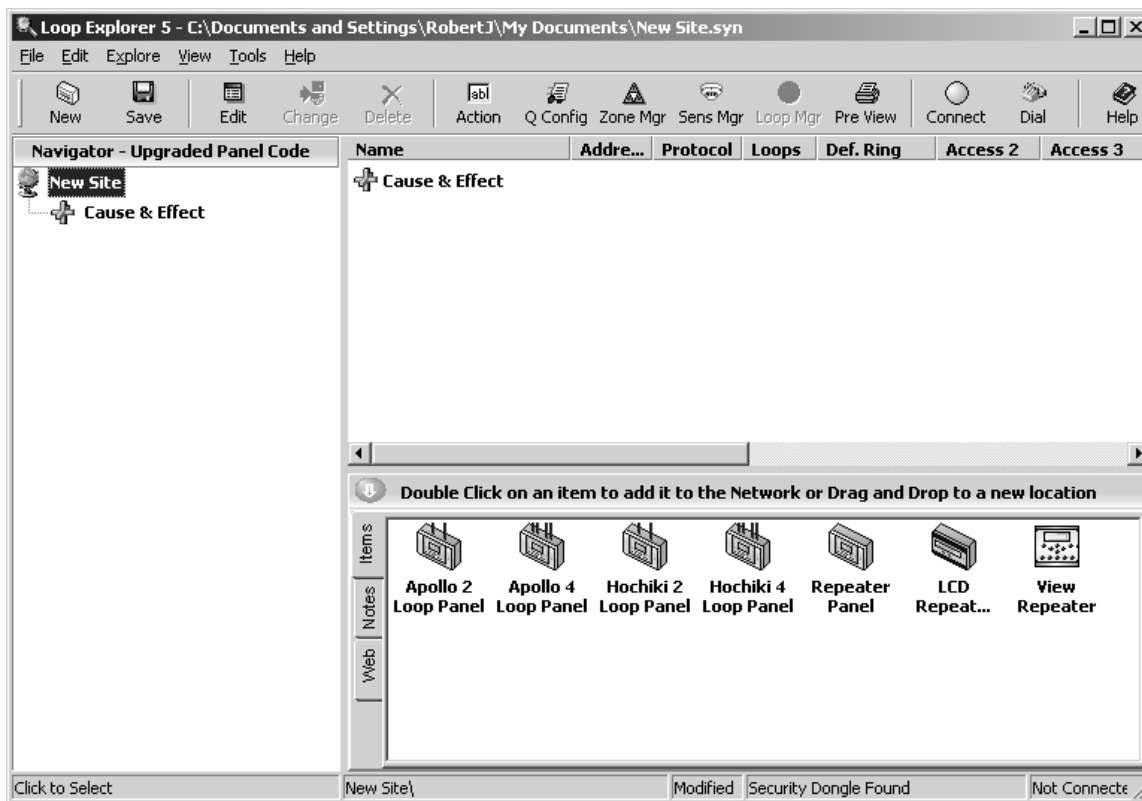 Loop Explorer 5 - C:\Documents and Settings\RobertJ\My Documents\New Site.syn
File Edit Explore View Tools Help
New Save Edit Change Delete Action Q Config Zone Mgr Sens Mgr Loop Mgr Pre View Connect Dial Help
Navigator - Upgraded Panel Code
New Site
Cause & Effect
Name Addre... Protocol Loops Def. Ring Access 2 Access 3
Cause & Effect
Double Click on an item to add it to the Network or Drag and Drop to a new location
Items
Notes
Web
Apollo 2 Loop Panel
Apollo 4 Loop Panel
Hochiki 2 Loop Panel
Hochiki 4 Loop Panel
Repeater Panel
LCD Repeat...
View Repeater
Click to Select New Site\ Modified Security Dongle Found Not Connecte